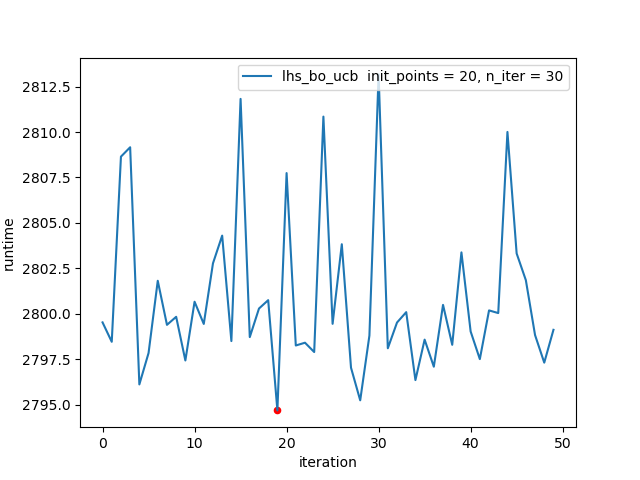 lhs_bo_ucb  init_points = 20, n_iter = 30
2812.5
2810.0
2807.5
2805.0
2802.5
2800.0
2797.5
2795.0
runtime
0 10 20 30 40 50
iteration